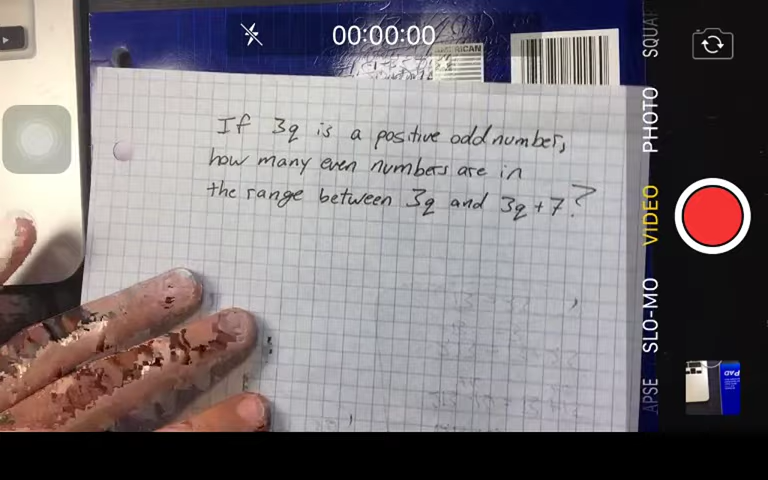 00:00:00
If 3q is a positive odd number,
how many even numbers are in
the range between 3q and 3q+7?
SQUAR
PHOTO
VIDEO
SLO-MO
APSE